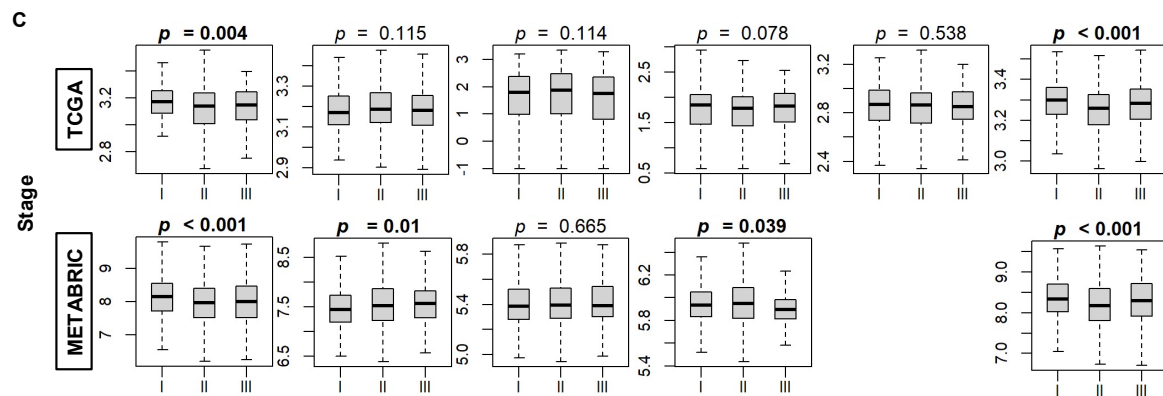 C
Stage
TCGA
p = 0.004
3.2
2.8
I II III
p = 0.115
3.3
3.1
2.9
I II III
p = 0.114
3
2
1
0
-1
I II III
p = 0.078
2.5
1.5
0.5
I II III
p = 0.538
3.2
2.8
2.4
I II III
p < 0.001
3.4
3.2
3.0
I II III
METABRIC
p < 0.001
9
8
7
I II III
p = 0.01
8.5
7.5
6.5
I II III
p = 0.665
5.8
5.4
5.0
I II III
p = 0.039
6.2
5.8
5.4
I II III
p < 0.001
9.0
8.0
7.0
I II III